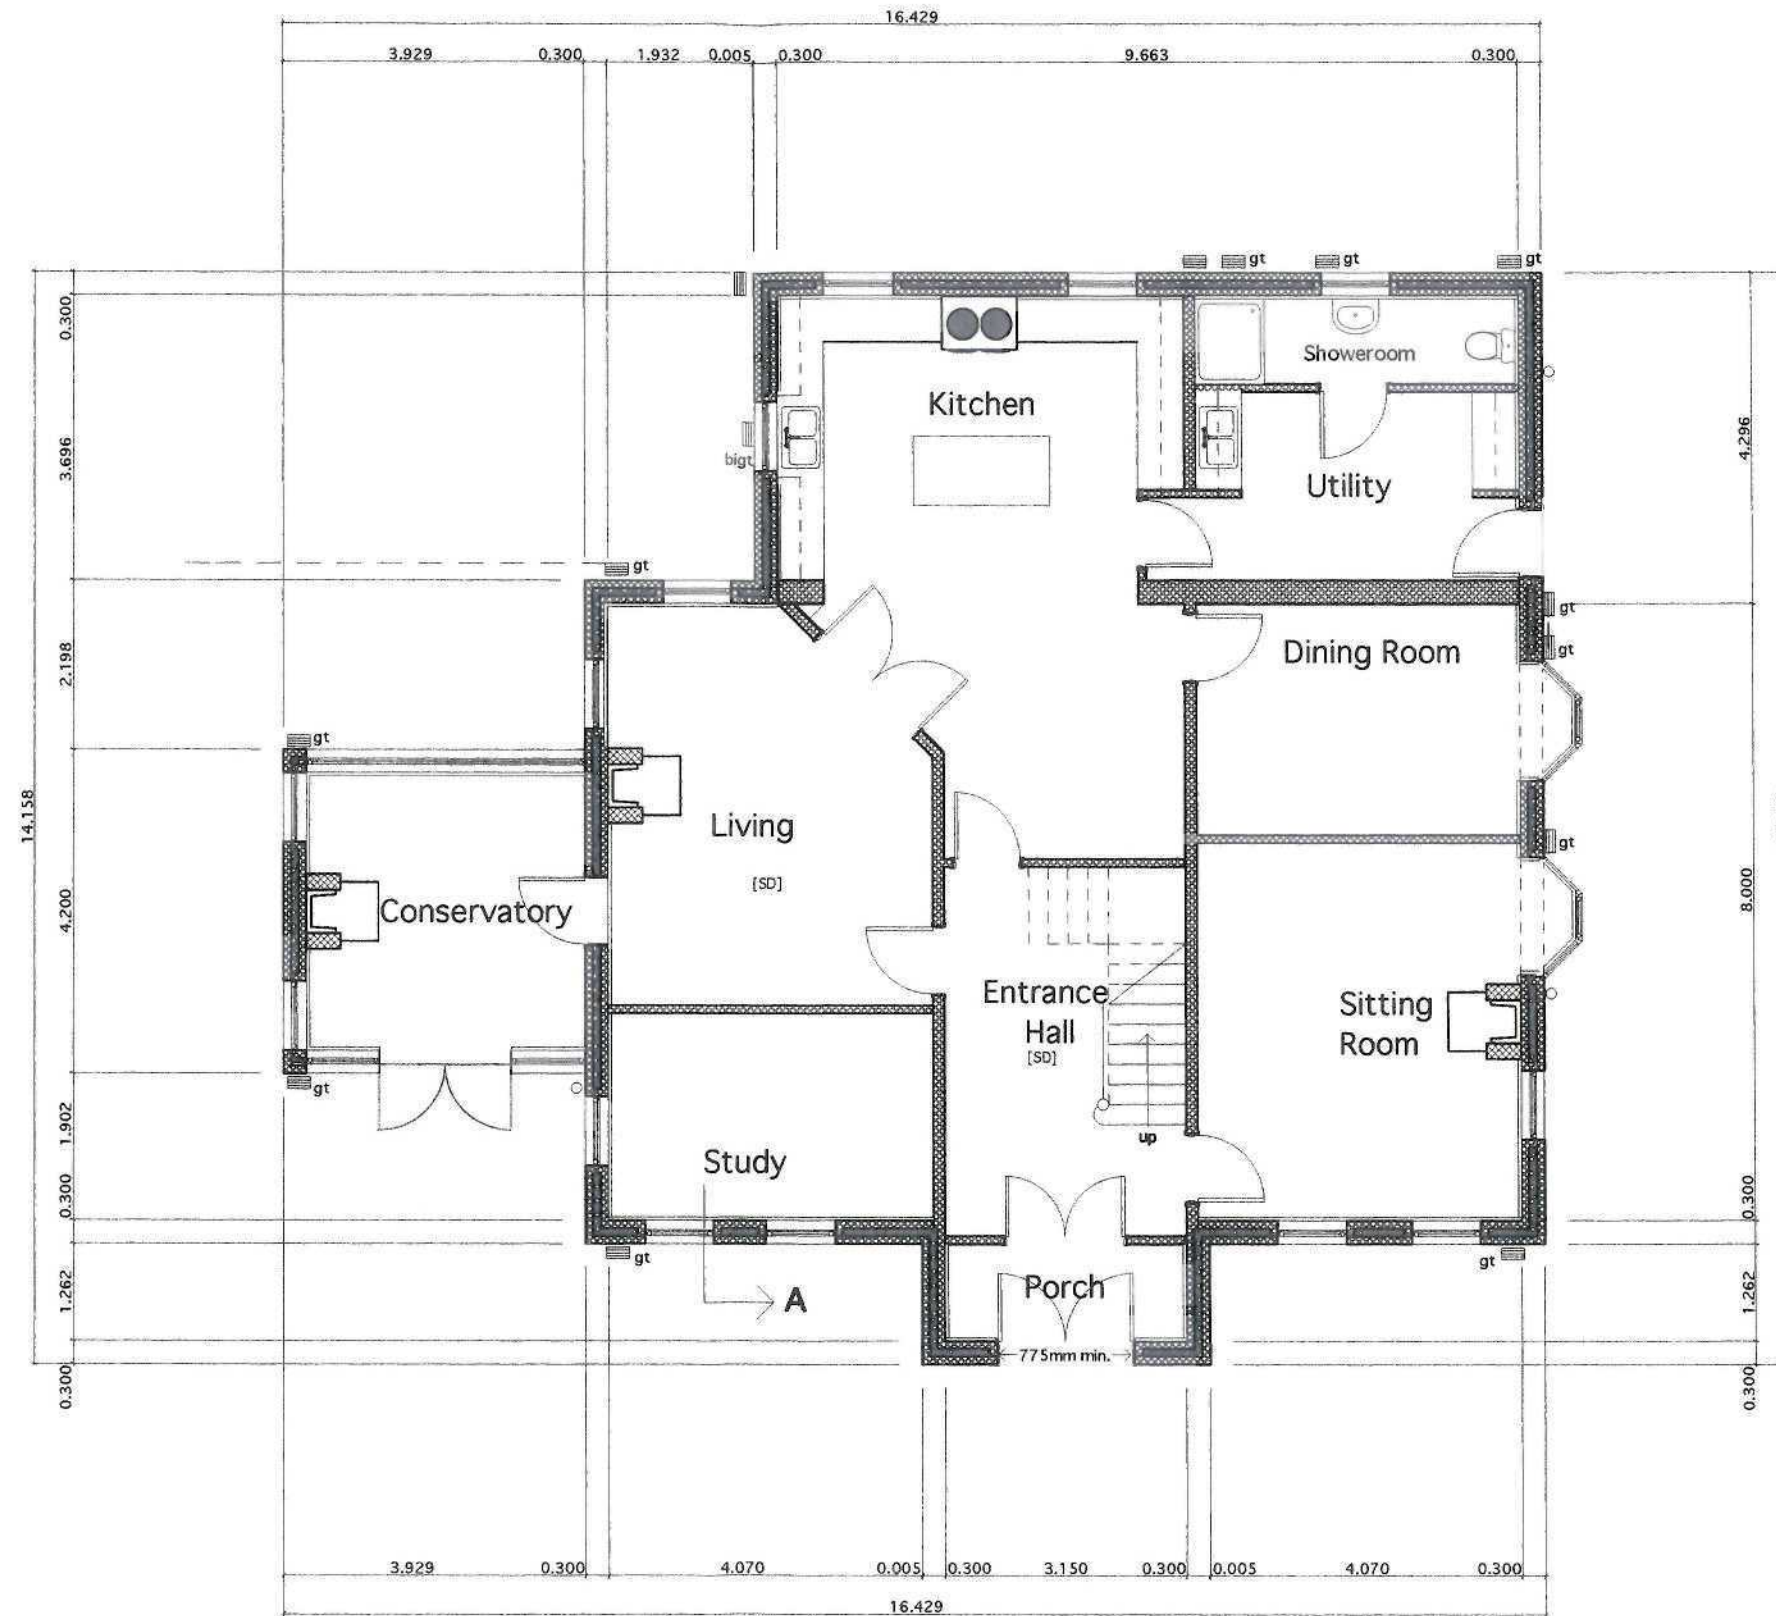 16.429
3.929 0.300 1.932 0.005 0.300 9.663 0.300
gt gt gt
0.300
Showeroom
Kitchen
3.696
4.296
bigt
Utility
gt
gt
Dining Room
gt
2.198
gt
14.158
Living
gt
[SD]
4.200
Conservatory
8.000
Entrance
Hall
[SD]
Sitting
Room
gt
1.902
up
Study
0.300
0.300
gt
gt
1.262
Porch
A
1.262
775mm min.
0.300
0.300
3.929 0.300 4.070 0.005 0.300 3.150 0.300 0.005 4.070 0.300
16.429